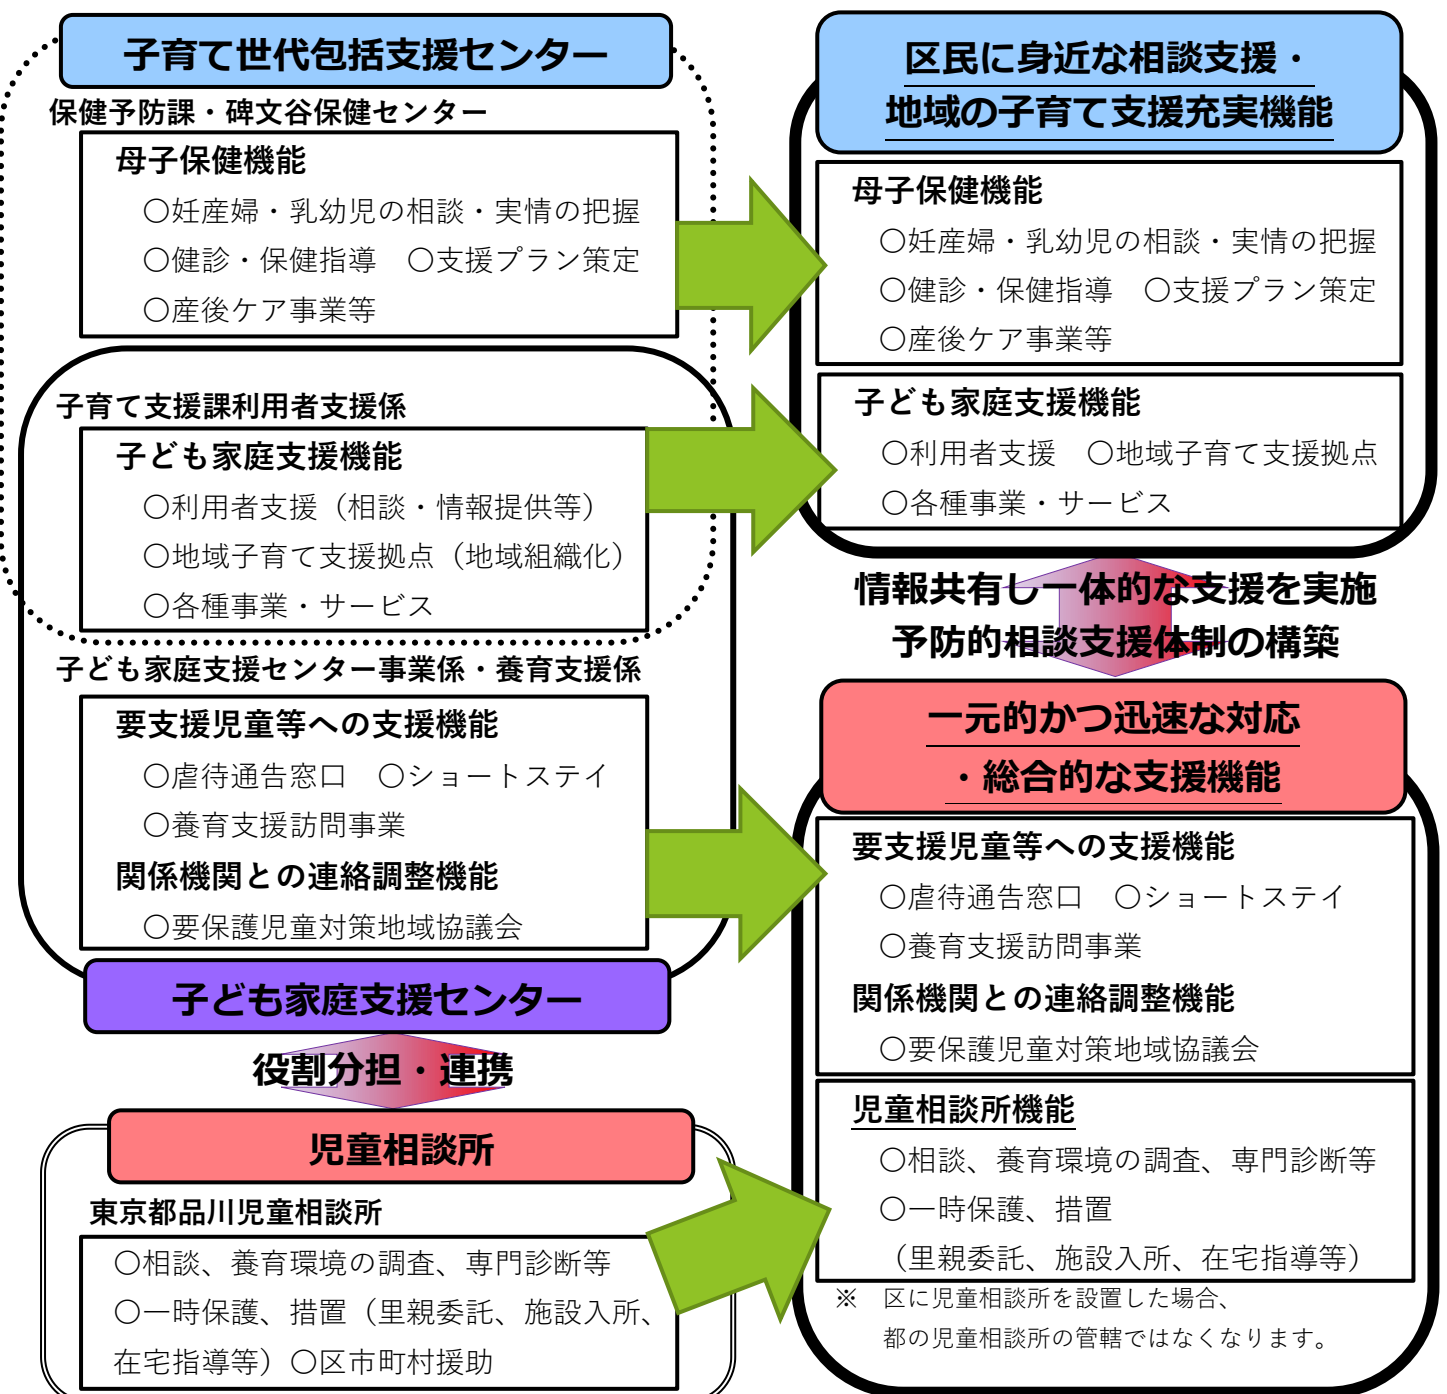 子育て世代包括支援センター
保健予防課・碑文谷保健センター
母子保健機能
〇妊産婦・乳幼児の相談・実情の把握
〇健診・保健指導　〇支援プラン策定
〇産後ケア事業等
子育て支援課利用者支援係
子ども家庭支援機能
〇利用者支援（相談・情報提供等）
〇地域子育て支援拠点（地域組織化）
〇各種事業・サービス
子ども家庭支援センター事業係・養育支援係
要支援児童等への支援機能
〇虐待通告窓口　〇ショートステイ
〇養育支援訪問事業
関係機関との連絡調整機能
〇要保護児童対策地域協議会
子ども家庭支援センター
役割分担・連携
児童相談所
東京都品川児童相談所
〇相談、養育環境の調査、専門診断等
〇一時保護、措置（里親委託、施設入所、
在宅指導等）〇区市町村援助
区民に身近な相談支援・
地域の子育て支援充実機能
母子保健機能
〇妊産婦・乳幼児の相談・実情の把握
〇健診・保健指導　〇支援プラン策定
〇産後ケア事業等
子ども家庭支援機能
〇利用者支援　〇地域子育て支援拠点
〇各種事業・サービス
情報共有し一体的な支援を実施
予防的相談支援体制の構築
一元的かつ迅速な対応
・総合的な支援機能
要支援児童等への支援機能
〇虐待通告窓口　〇ショートステイ
〇養育支援訪問事業
関係機関との連絡調整機能
〇要保護児童対策地域協議会
児童相談所機能
〇相談、養育環境の調査、専門診断等
〇一時保護、措置
（里親委託、施設入所、在宅指導等）
※　区に児童相談所を設置した場合、
都の児童相談所の管轄ではなくなります。